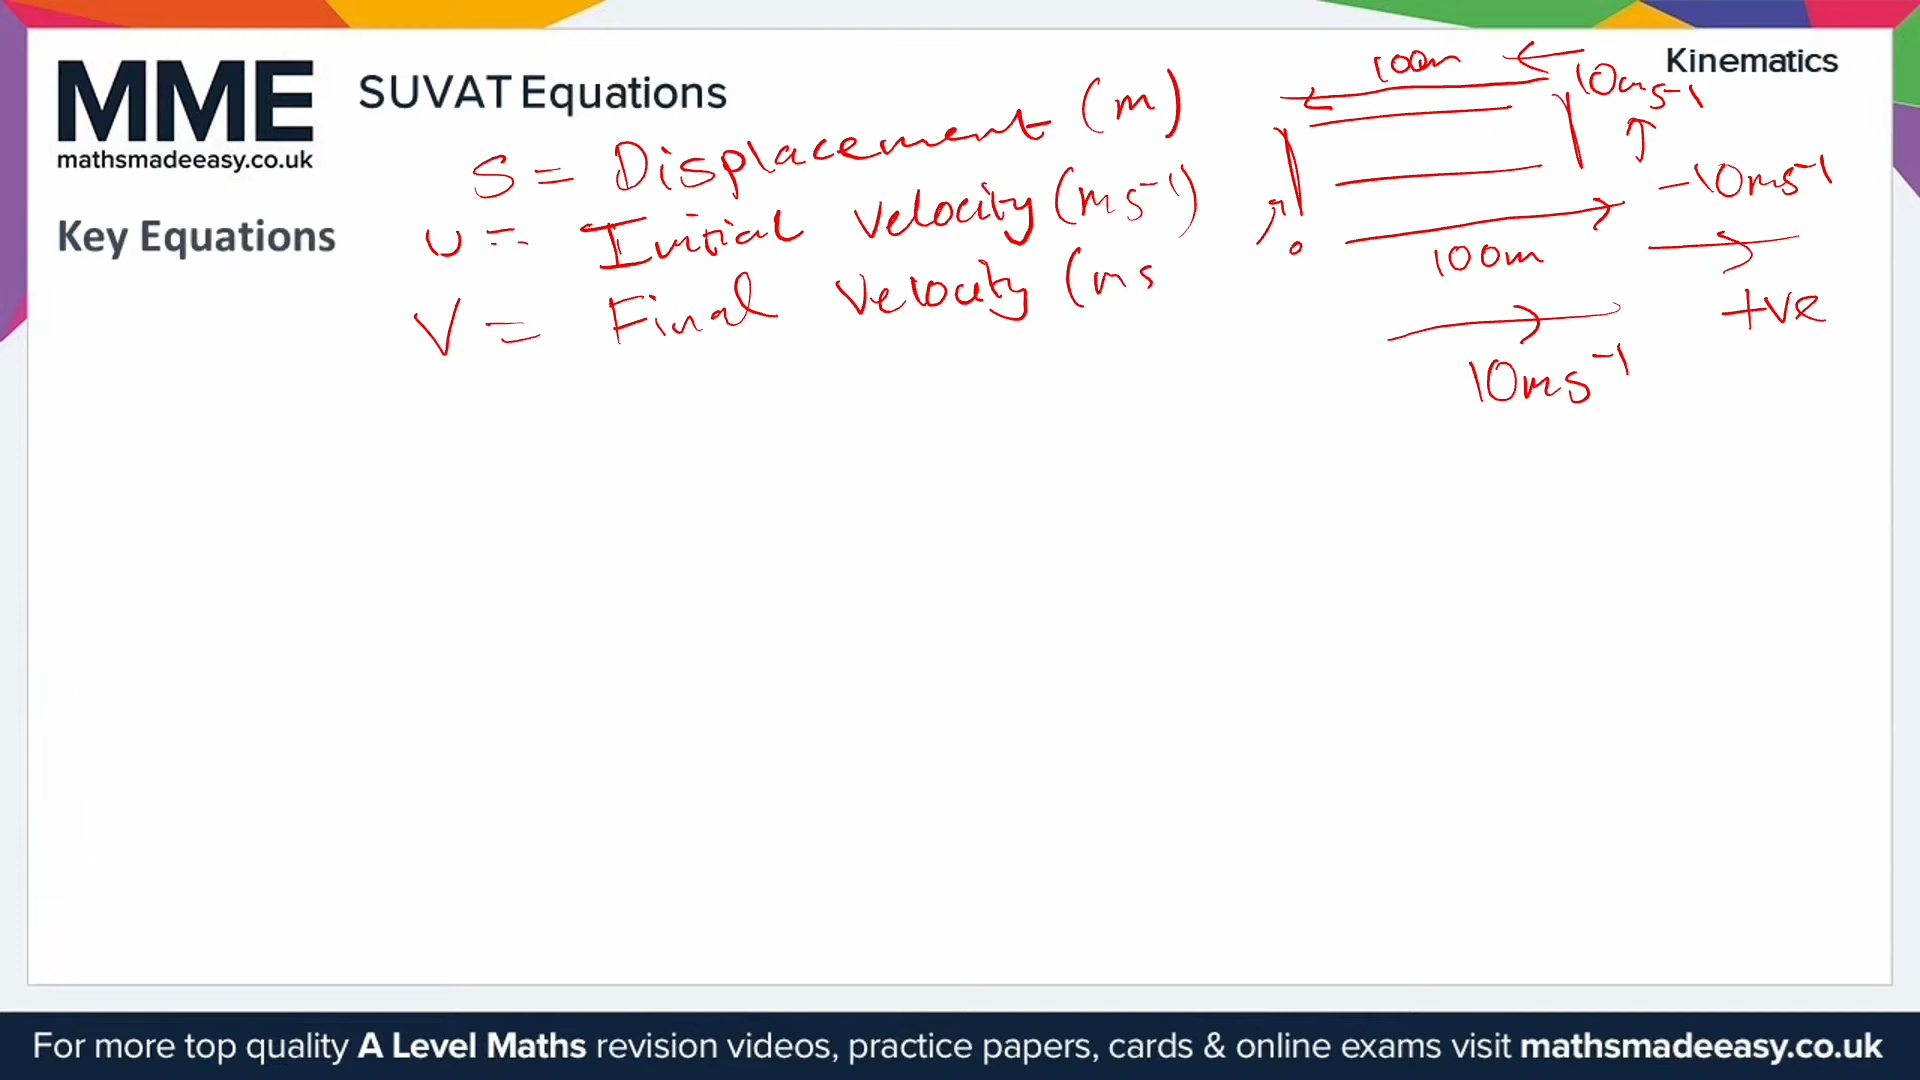 MME
mathsmadeeasy.co.uk
SUVAT Equations
Kinematics
Key Equations
S = Displacement (m)
U = Initial Velocity (ms⁻¹)
V = Final Velocity (ms
100m
10ms⁻¹
-10ms⁻¹
100m
+ve
10ms⁻¹
For more top quality A Level Maths revision videos, practice papers, cards & online exams visit mathsmadeeasy.co.uk